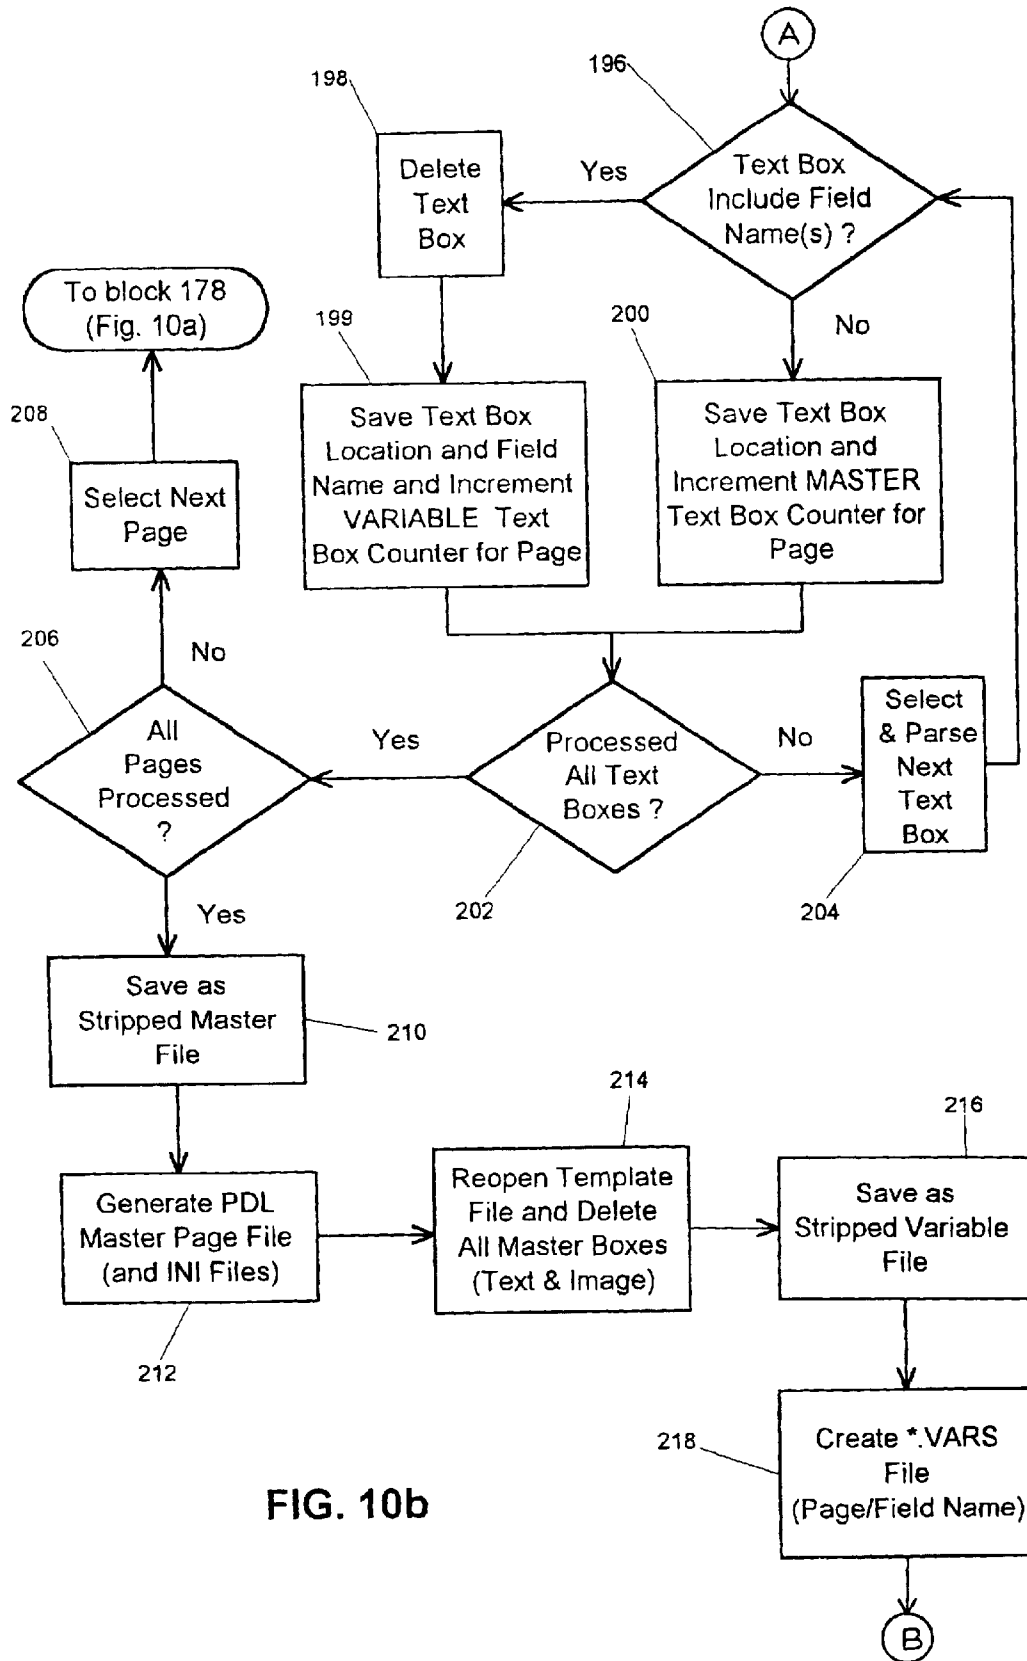 A
196
198
Text Box
Include Field
Name(s) ?
Yes
Delete
Text
Box
To block 178
(Fig. 10a)
199
200
No
208
Save Text Box
Location and Field
Name and Increment
VARIABLE Text
Box Counter for Page
Save Text Box
Location and
Increment MASTER
Text Box Counter for
Page
Select Next
Page
206
No
All
Pages
Processed
?
Yes
Processed
All Text
Boxes ?
No
Select
& Parse
Next
Text
Box
202
204
Yes
Save as
Stripped Master
File
210
214
216
Generate PDL
Master Page File
(and INI Files)
Reopen Template
File and Delete
All Master Boxes
(Text & Image)
Save as
Stripped Variable
File
212
218
Create *.VARS
File
(Page/Field Name)
FIG. 10b
B